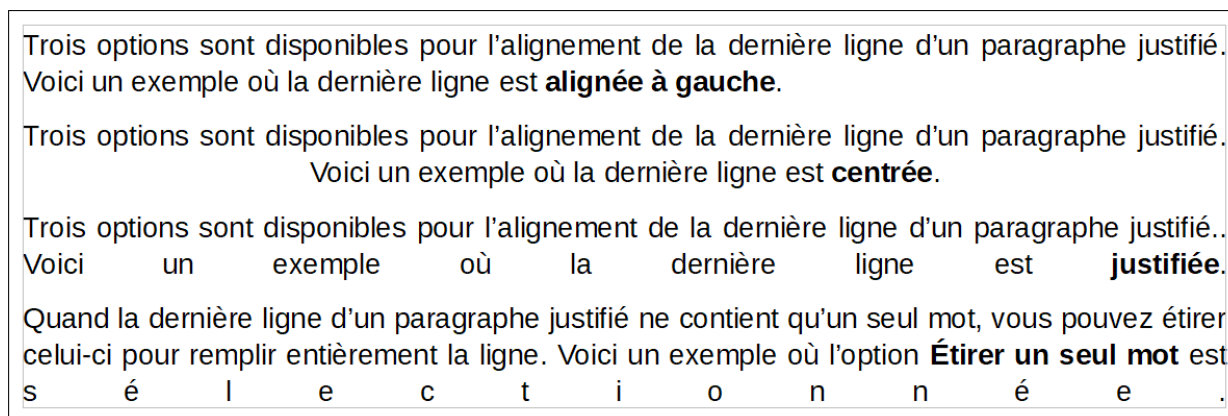 Trois options sont disponibles pour l’alignement de la dernière ligne d’un paragraphe justifié.
Voici un exemple où la dernière ligne est alignée à gauche.
Trois options sont disponibles pour l’alignement de la dernière ligne d’un paragraphe justifié.
Voici un exemple où la dernière ligne est centrée.
Trois options sont disponibles pour l’alignement de la dernière ligne d’un paragraphe justifié..
Voici un exemple où la dernière ligne est justifiée.
Quand la dernière ligne d’un paragraphe justifié ne contient qu’un seul mot, vous pouvez étirer
celui-ci pour remplir entièrement la ligne. Voici un exemple où l’option Étirer un seul mot est
sélectionnée.